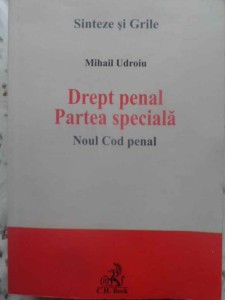 Sinteze și Grile
Mihail Udroiu
Drept penal
Partea specială
Noul Cod penal
C.H. Beck